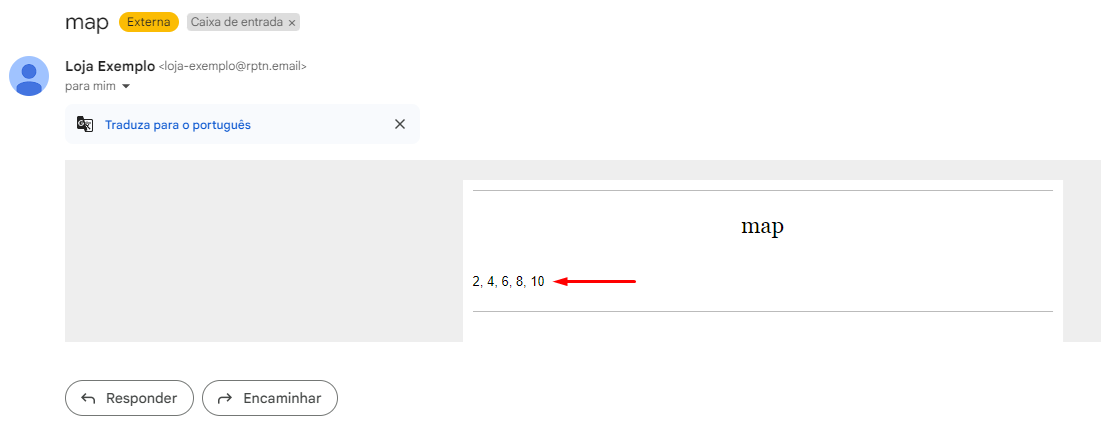 map Externa Caixa de entrada ×
Loja Exemplo <loja-exemplo@rptn.email>
para mim
Traduza para o português
map
2, 4, 6, 8, 10
Responder Encaminhar